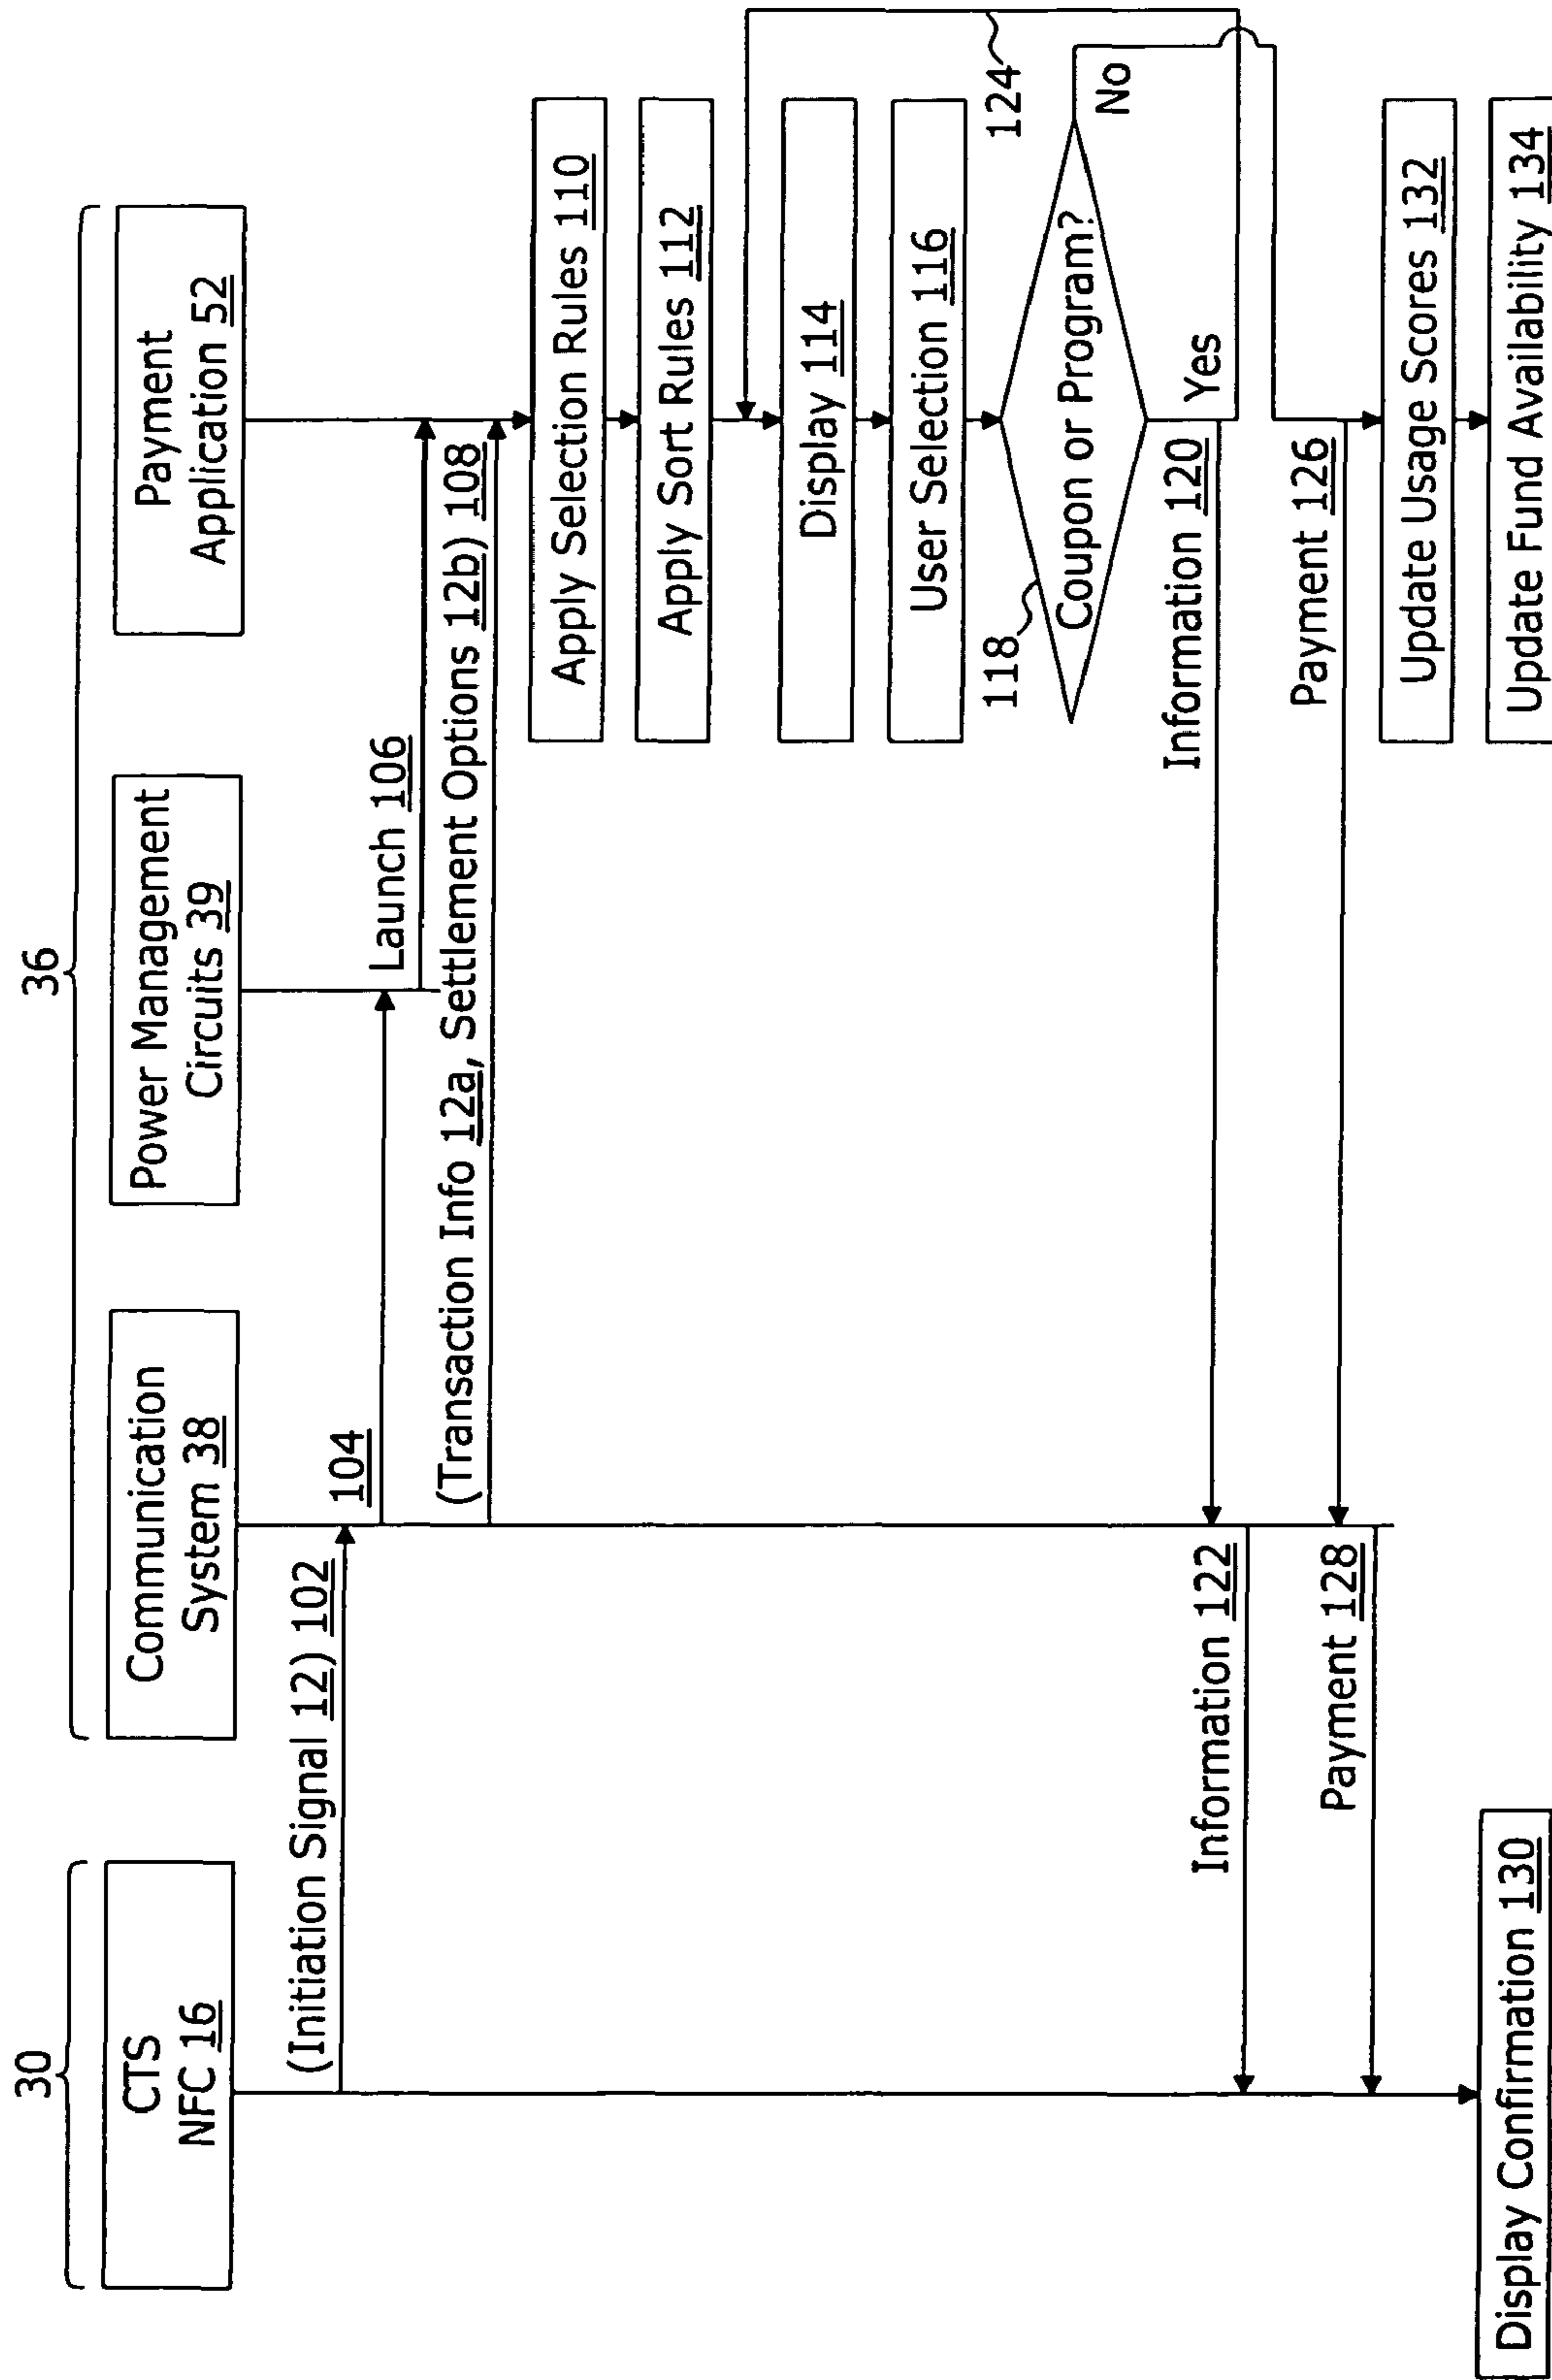 30
36
CTS
NFC 16
Communication
System 38
Power Management
Circuits 39
Payment
Application 52
(Initiation Signal 12) 102
104
Launch 106
(Transaction Info 12a, Settlement Options 12b) 108
Apply Selection Rules 110
Apply Sort Rules 112
Display 114
User Selection 116
118
Coupon or Program?
124
No
Yes
Information 120
Information 122
Payment 126
Payment 128
Display Confirmation 130
Update Usage Scores 132
Update Fund Availability 134